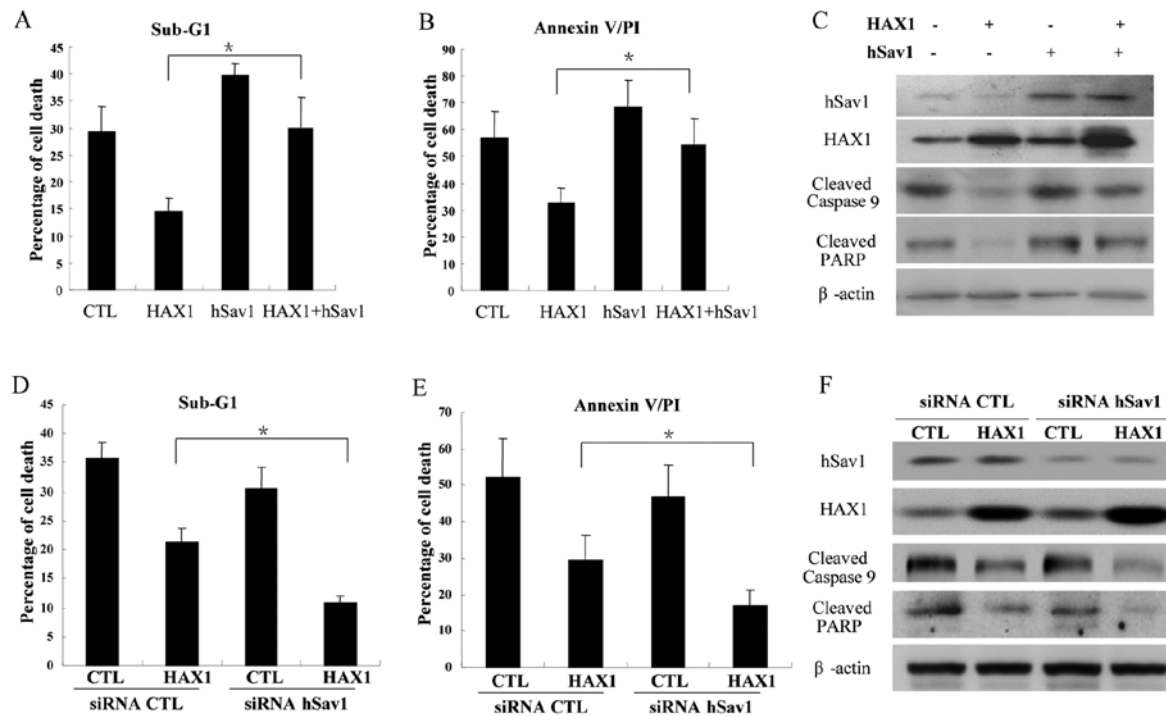 A
Sub-G1
*
Percentage of cell death
45
40
35
30
25
20
15
10
5
0
CTL HAX1 hSav1 HAX1+hSav1
B
Annexin V/PI
*
Percentage of cell death
90
80
70
60
50
40
30
20
10
0
CTL HAX1 hSav1 HAX1+hSav1
C
HAX1 - + - +
hSav1 - - + +
hSav1
HAX1
Cleaved
Caspase 9
Cleaved
PARP
β -actin
D
Sub-G1
*
Percentage of cell death
45
40
35
30
25
20
15
10
5
0
CTL HAX1 CTL HAX1
siRNA CTL siRNA hSav1
E
Annexin V/PI
*
Percentage of cell death
70
60
50
40
30
20
10
0
CTL HAX1 CTL HAX1
siRNA CTL siRNA hSav1
F
siRNA CTL siRNA hSav1
CTL HAX1 CTL HAX1
hSav1
HAX1
Cleaved
Caspase 9
Cleaved
PARP
β -actin